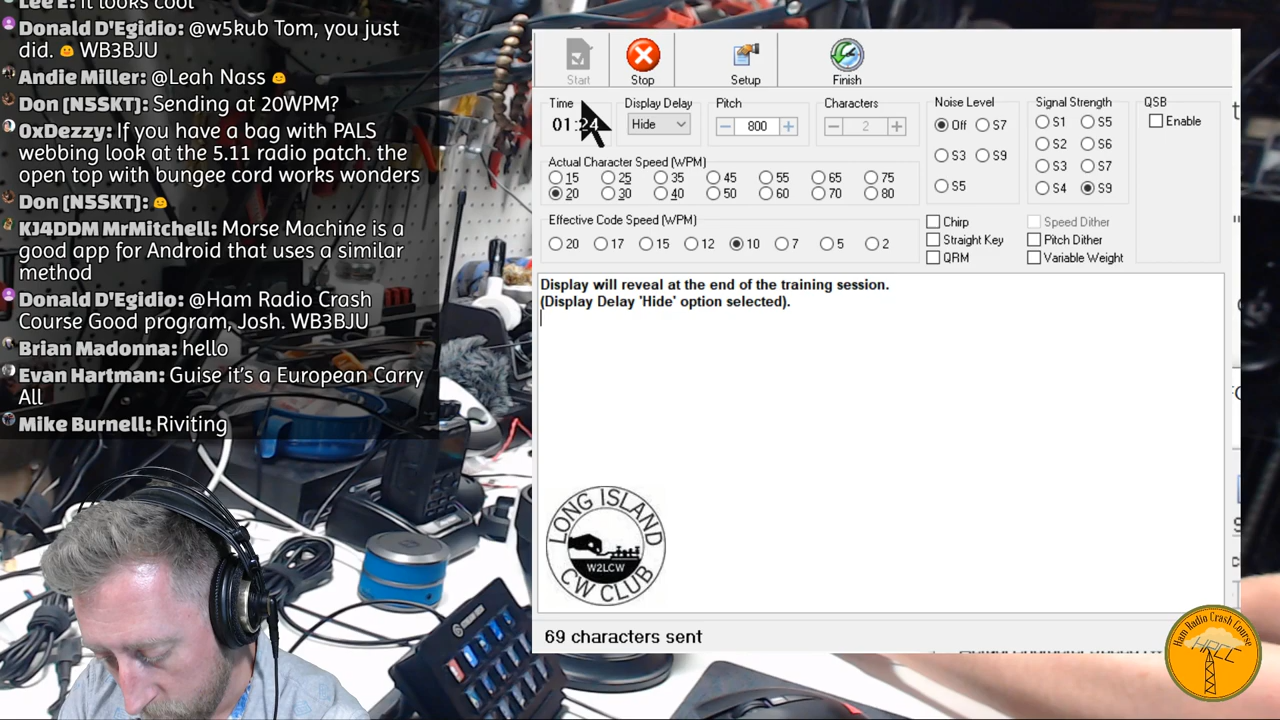 Lee E: It looks cool
Donald D'Egidio: @w5kub Tom, you just
did. WB3BJU
Andie Miller: @Leah Nass
Don (N5SKT): Sending at 20WPM?
0xDezzy: If you have a bag with PALS
webbing look at the 5.11 radio patch. the
open top with bungee cord works wonders
Don (N5SKT):
KJ4DDM MrMitchell: Morse Machine is a
good app for Android that uses a similar
method
Donald D'Egidio: @Ham Radio Crash
Course Good program, Josh. WB3BJU
Brian Madonna: hello
Evan Hartman: Guise it's a European Carry
All
Mike Burnell: Riviting
Start Stop Setup Finish
Time Display Delay Pitch Characters Noise Level Signal Strength QSB
01:24 Hide 800 2
Off S7
S3 S9
S5
S1 S5
S2 S6
S3 S7
S4 S9
Enable
Actual Character Speed (WPM)
15 25 35 45 55 65 75
20 30 40 50 60 70 80
Effective Code Speed (WPM)
20 17 15 12 10 7 5 2
Chirp Speed Dither
Straight Key Pitch Dither
QRM Variable Weight
Display will reveal at the end of the training session.
(Display Delay 'Hide' option selected).
LONG ISLAND
W2LCW
CW CLUB
69 characters sent
Ham Radio Crash Course
HRCC